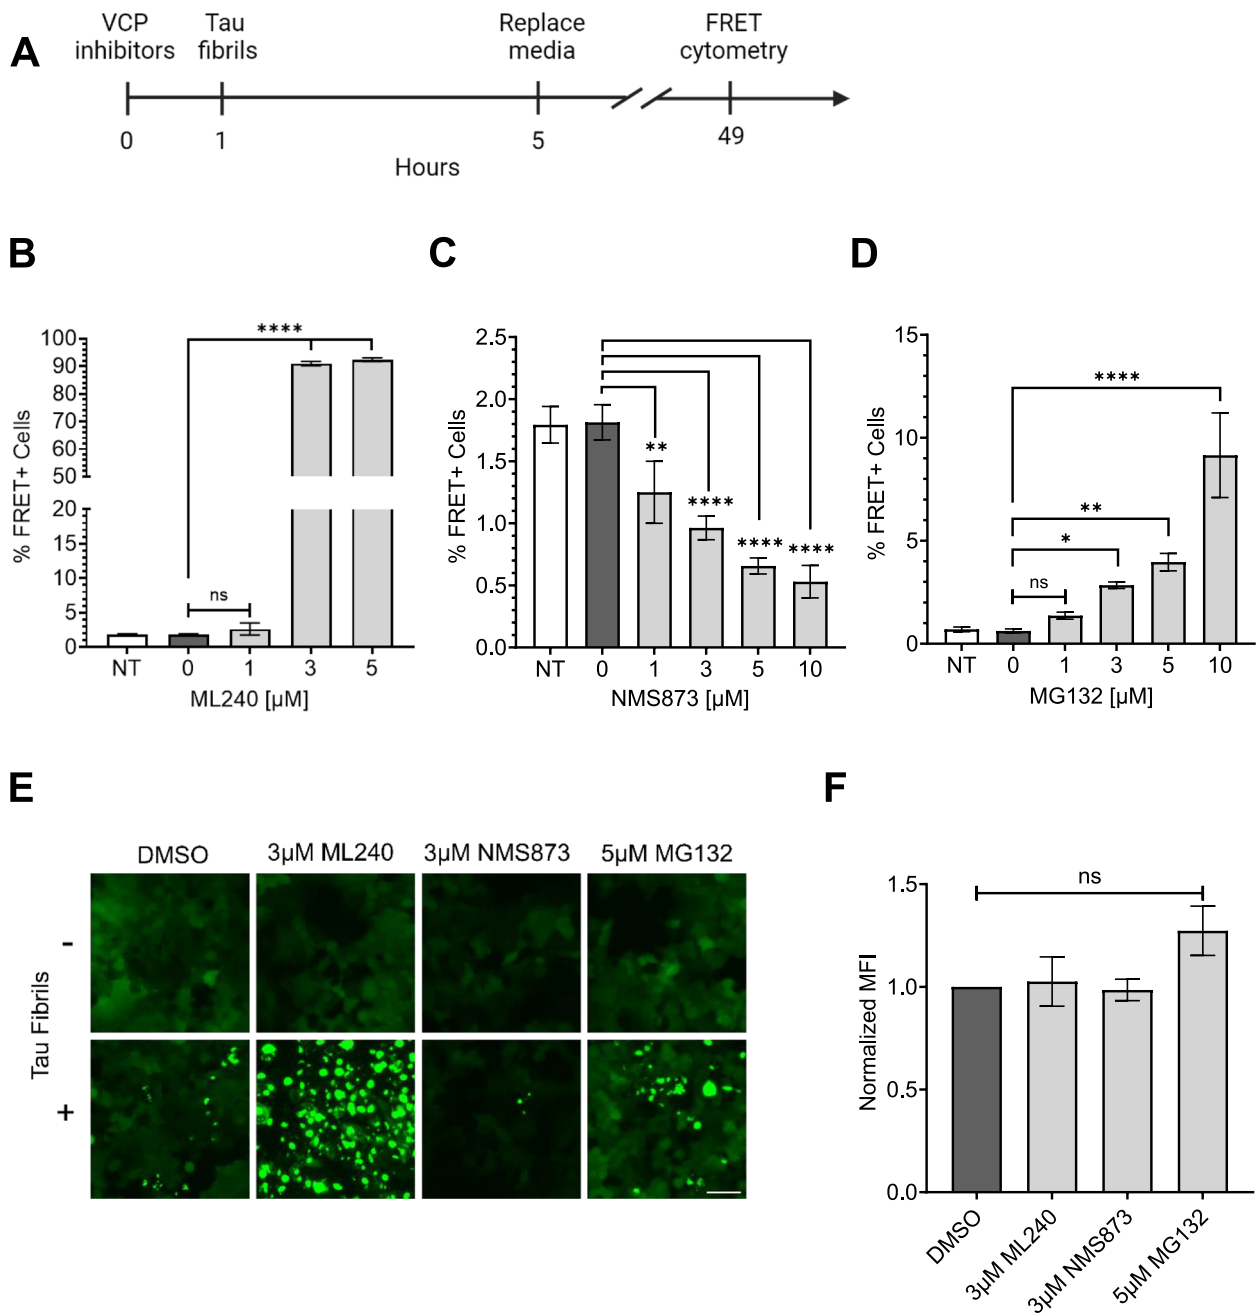 A
VCP
inhibitors
Tau
fibrils
Replace
media
FRET
cytometry
0
1
5
49
Hours
B
% FRET+ Cells
100
90
80
70
60
50
20
15
10
5
0
****
ns
NT
0
1
3
5
ML240 [µM]
C
% FRET+ Cells
2.5
2.0
1.5
1.0
0.5
0.0
**
****
****
****
NT
0
1
3
5
10
NMS873 [µM]
D
% FRET+ Cells
15
10
5
0
****
**
*
ns
NT
0
1
3
5
10
MG132 [µM]
E
DMSO
3µM ML240
3µM NMS873
5µM MG132
Tau Fibrils
-
+
F
Normalized MFI
1.5
1.0
0.5
0.0
ns
DMSO
3µM ML240
3µM NMS873
5µM MG132